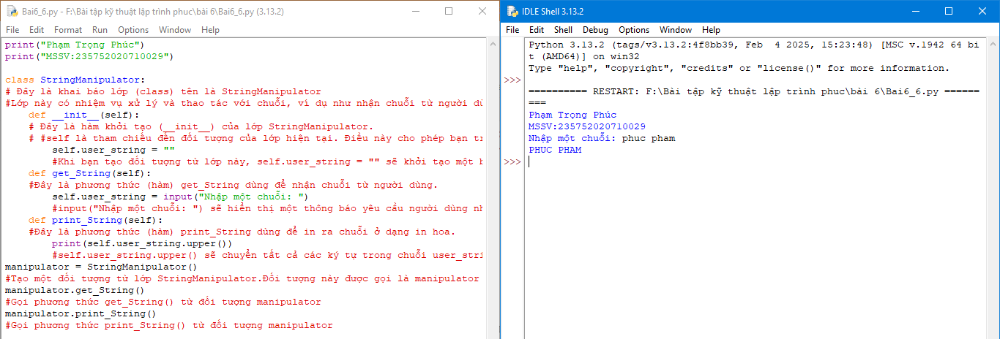 Bai6_6.py - F:\Bài tập kỹ thuật lập trình phuc\bài 6\Bai6_6.py (3.13.2)
File Edit Format Run Options Window Help
print("Phạm Trọng Phúc")
print("MSSV:235752020710029")
class StringManipulator:
# Đây là khai báo lớp (class) tên là StringManipulator
#Lớp này có nhiệm vụ xử lý và thao tác với chuỗi, ví dụ như nhận chuỗi từ người
    def __init__(self):
    # Đây là hàm khởi tạo (__init__) của lớp StringManipulator.
    # #self là tham chiếu đến đối tượng của lớp hiện tại. Điều này cho phép bạn
        self.user_string = ""
        #Khi bạn tạo đối tượng từ lớp này, self.user_string = "" sẽ khởi tạo một
    def get_String(self):
    #Đây là phương thức (hàm) get_String dùng để nhận chuỗi từ người dùng.
        self.user_string = input("Nhập một chuỗi: ")
        #input("Nhập một chuỗi: ") sẽ hiển thị một thông báo yêu cầu người dùng
    def print_String(self):
    #Đây là phương thức (hàm) print_String dùng để in ra chuỗi ở dạng in hoa.
        print(self.user_string.upper())
        #self.user_string.upper() sẽ chuyển tất cả các ký tự trong chuỗi
manipulator = StringManipulator()
#Tạo một đối tượng từ lớp StringManipulator.Đối tượng này được gọi là manipulator
manipulator.get_String()
#Gọi phương thức get_String() từ đối tượng manipulator
manipulator.print_String()
#Gọi phương thức print_String() từ đối tượng manipulator
IDLE Shell 3.13.2
File Edit Shell Debug Options Window Help
Python 3.13.2 (tags/v3.13.2:4f8bb39, Feb  4 2025, 15:23:48) [MSC v.1942 64 bi
t (AMD64)] on win32
Type "help", "copyright", "credits" or "license()" for more information.
>>>
========== RESTART: F:\Bài tập kỹ thuật lập trình phuc\bài 6\Bai6_6.py ======
===
Phạm Trọng Phúc
MSSV:235752020710029
Nhập một chuỗi: phuc pham
PHUC PHAM
>>>